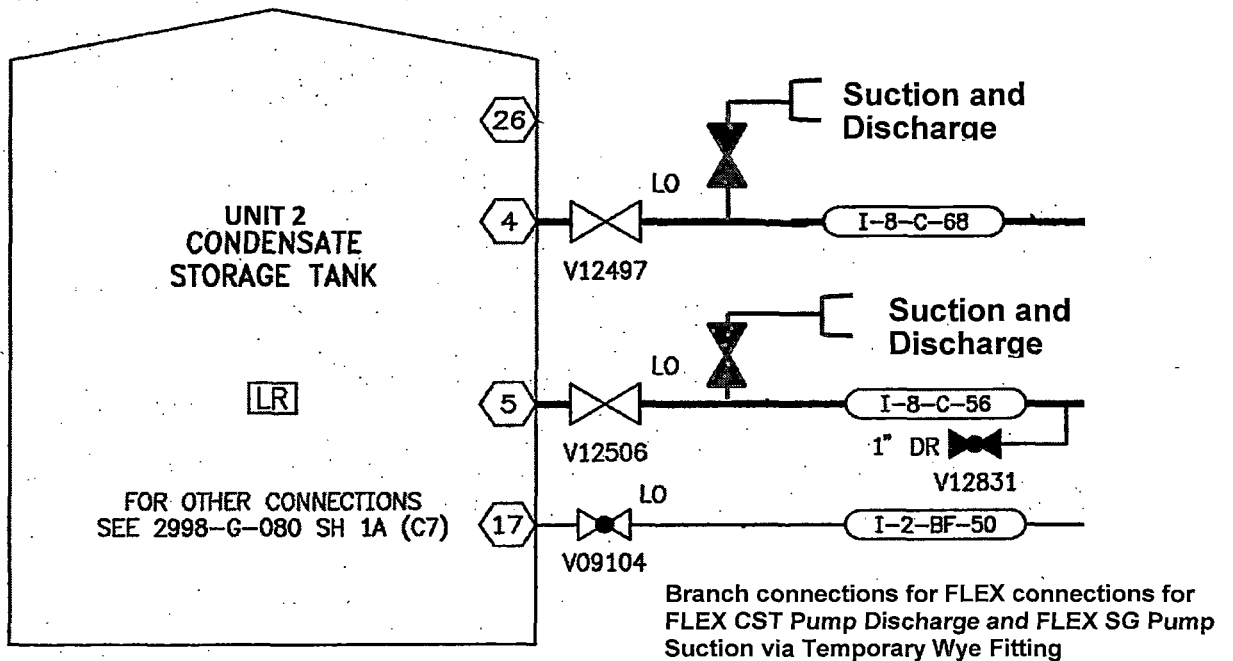 26
Suction and
Discharge
LO
4
I-8-C-68
V12497
UNIT 2
CONDENSATE
STORAGE TANK
Suction and
Discharge
LO
LR
5
I-8-C-56
V12506
1" DR
V12831
FOR OTHER CONNECTIONS
SEE 2998-G-080 SH 1A (C7)
LO
17
I-2-BF-50
V09104
Branch connections for FLEX connections for
FLEX CST Pump Discharge and FLEX SG Pump
Suction via Temporary Wye Fitting